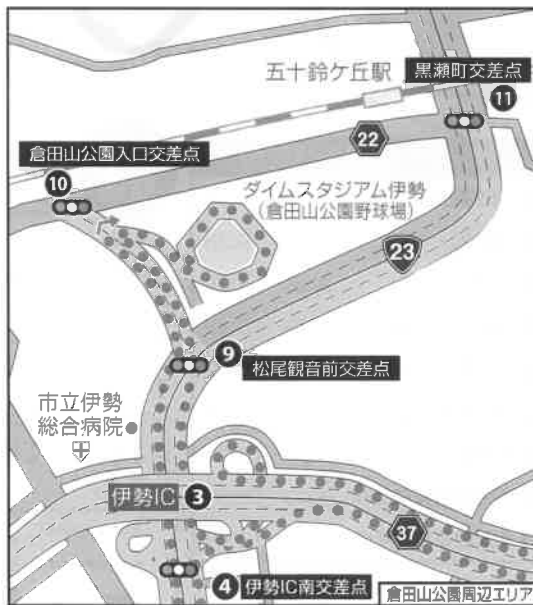 五十鈴ケ丘駅
黒瀬町交差点
11
22
倉田山公園入口交差点
10
ダイムスタジアム伊勢
(倉田山公園野球場)
23
9 松尾観音前交差点
市立伊勢
総合病院
伊勢IC 3
37
4 伊勢IC南交差点
倉田山公園周辺エリア